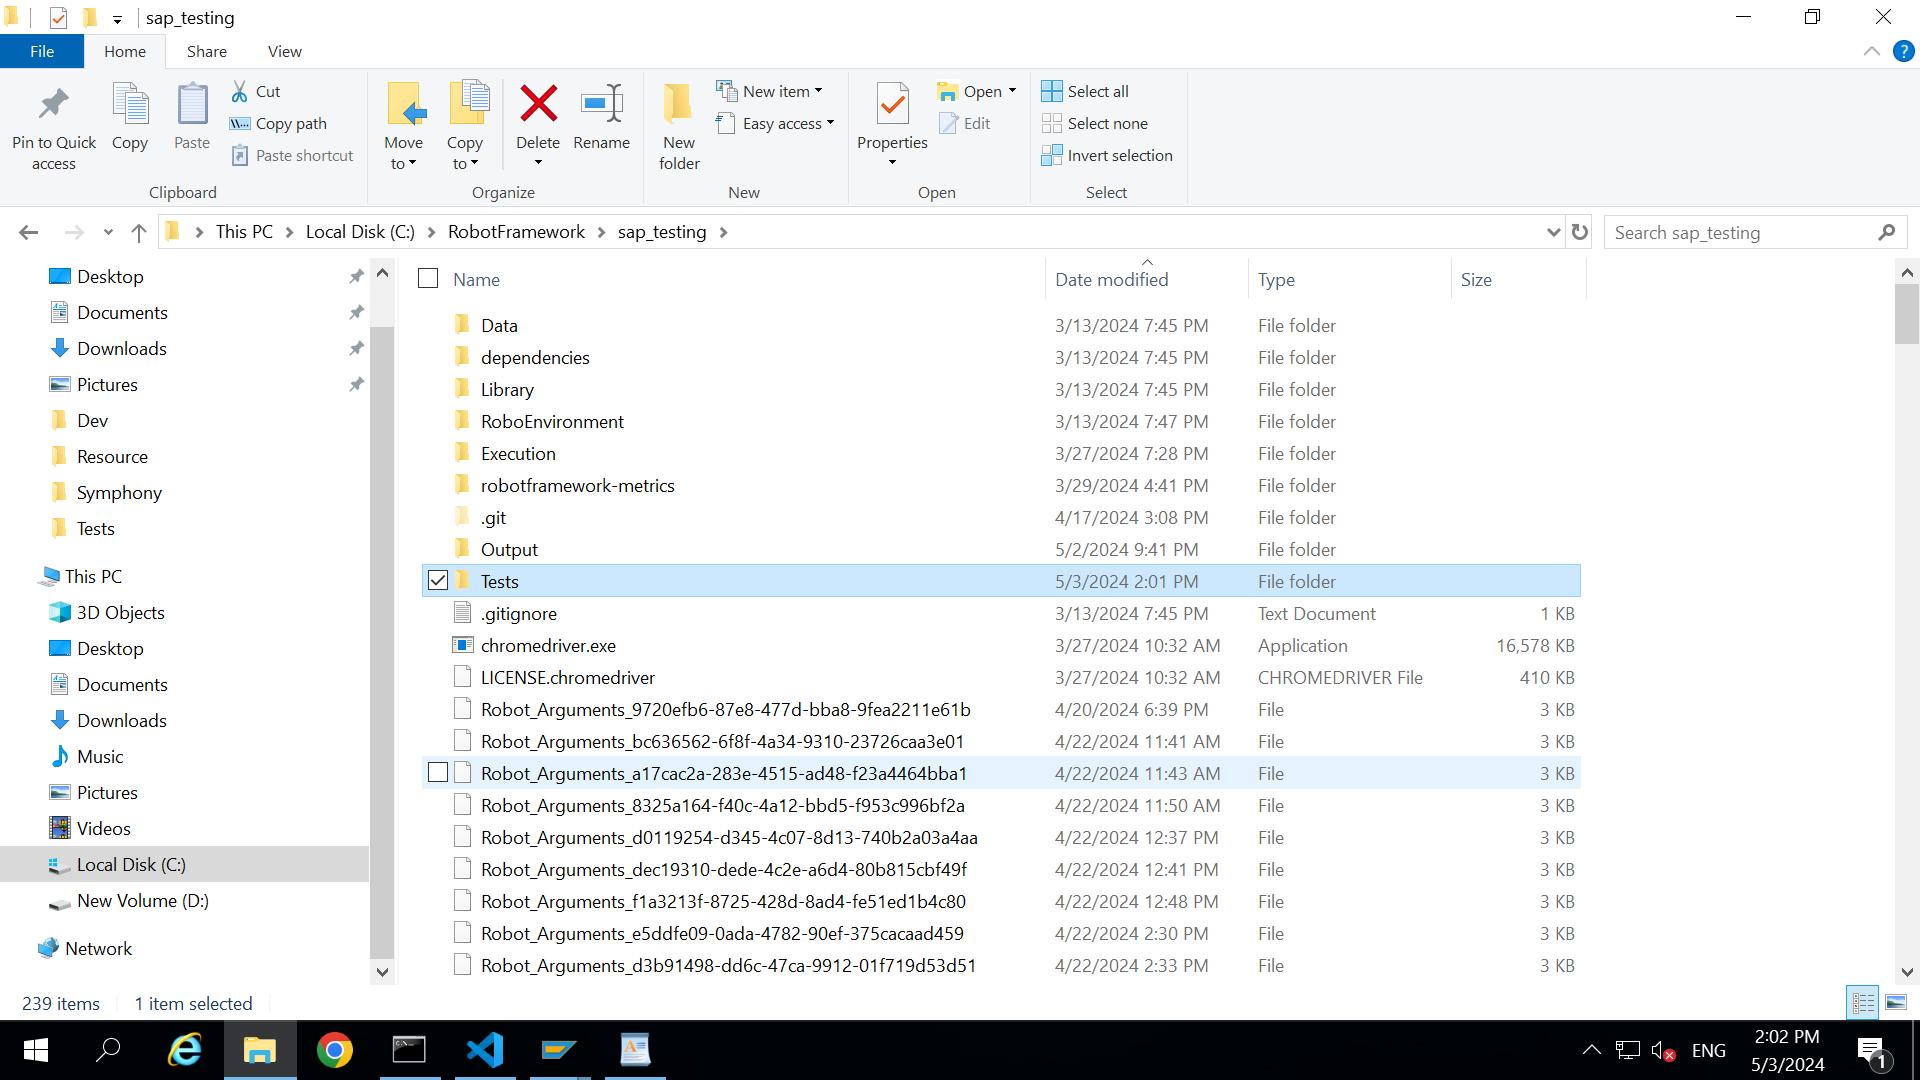 sap_testing
File
Home
Share
View
Pin to Quick access
Copy
Paste
Cut
Copy path
Paste shortcut
Clipboard
Move to
Copy to
Delete
Rename
Organize
New folder
New item
Easy access
New
Properties
Open
Edit
Open
Select all
Select none
Invert selection
Select
This PC
Local Disk (C:)
RobotFramework
sap_testing
Search sap_testing
Desktop
Documents
Downloads
Pictures
Dev
Resource
Symphony
Tests
This PC
3D Objects
Desktop
Documents
Downloads
Music
Pictures
Videos
Local Disk (C:)
New Volume (D:)
Network
Name Date modified Type Size
Data 3/13/2024 7:45 PM File folder
dependencies 3/13/2024 7:45 PM File folder
Library 3/13/2024 7:45 PM File folder
RoboEnvironment 3/13/2024 7:47 PM File folder
Execution 3/27/2024 7:28 PM File folder
robotframework-metrics 3/29/2024 4:41 PM File folder
.git 4/17/2024 3:08 PM File folder
Output 5/2/2024 9:41 PM File folder
Tests 5/3/2024 2:01 PM File folder
.gitignore 3/13/2024 7:45 PM Text Document 1 KB
chromedriver.exe 3/27/2024 10:32 AM Application 16,578 KB
LICENSE.chromedriver 3/27/2024 10:32 AM CHROMEDRIVER File 410 KB
Robot_Arguments_9720efb6-87e8-477d-bba8-9fea2211e61b 4/20/2024 6:39 PM File 3 KB
Robot_Arguments_bc636562-6f8f-4a34-9310-23726caa3e01 4/22/2024 11:41 AM File 3 KB
Robot_Arguments_a17cac2a-283e-4515-ad48-f23a4464bba1 4/22/2024 11:43 AM File 3 KB
Robot_Arguments_8325a164-f40c-4a12-bbd5-f953c996bf2a 4/22/2024 11:50 AM File 3 KB
Robot_Arguments_d0119254-d345-4c07-8d13-740b2a03a4aa 4/22/2024 12:37 PM File 3 KB
Robot_Arguments_dec19310-dede-4c2e-a6d4-80b815cbf49f 4/22/2024 12:41 PM File 3 KB
Robot_Arguments_f1a3213f-8725-428d-8ad4-fe51ed1b4c80 4/22/2024 12:48 PM File 3 KB
Robot_Arguments_e5ddfe09-0ada-4782-90ef-375cacaad459 4/22/2024 2:30 PM File 3 KB
Robot_Arguments_d3b91498-dd6c-47ca-9912-01f719d53d51 4/22/2024 2:33 PM File 3 KB
239 items 1 item selected
ENG
2:02 PM
5/3/2024
1